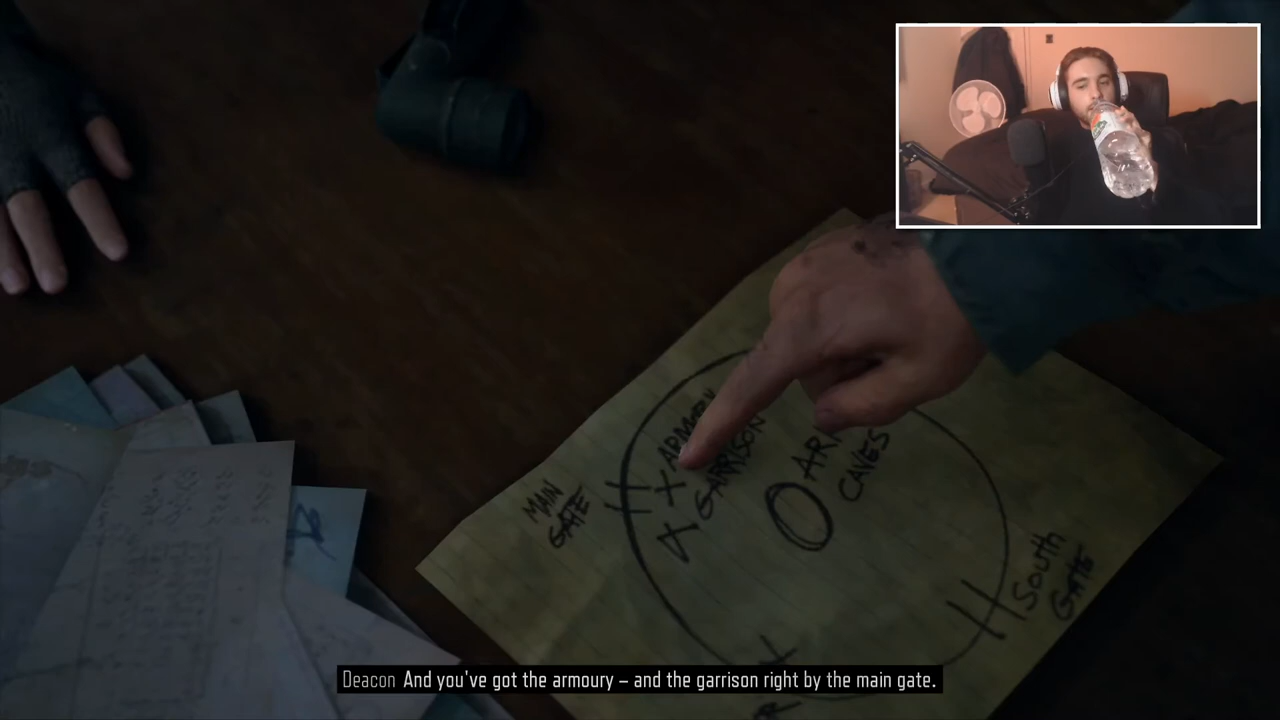 ARMORY
GARRISON
MAIN
GATE
CAVES
South
GATE
Deacon And you've got the armoury – and the garrison right by the main gate.